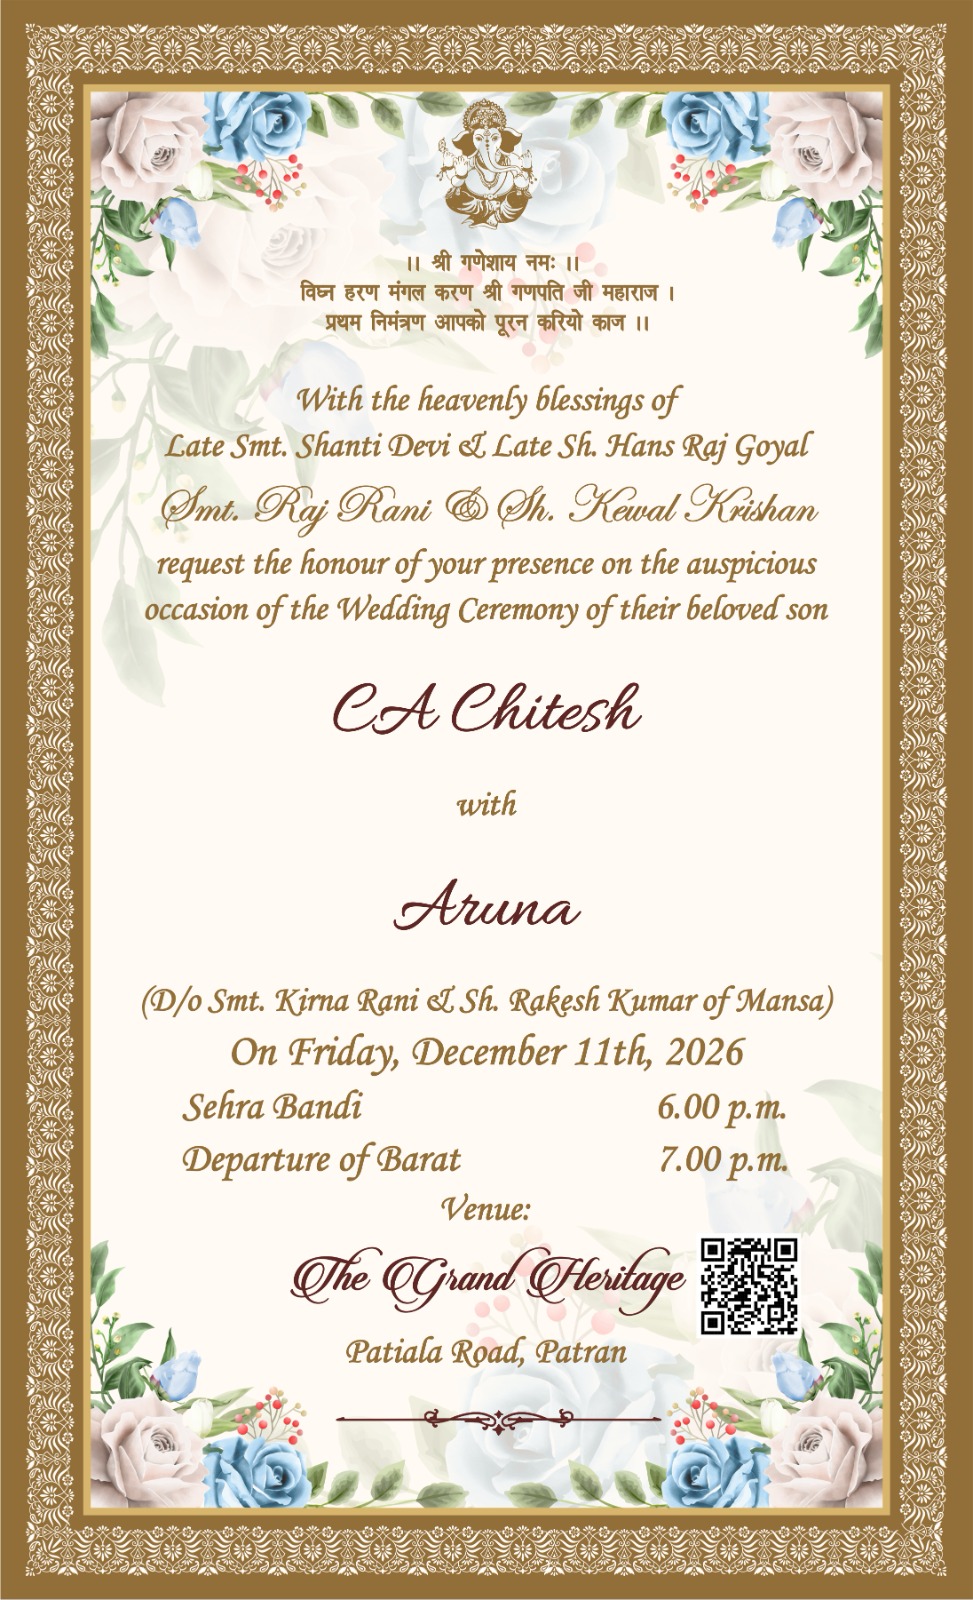 ।। श्री गणेशाय नमः ।।
विघ्न हरण मंगल करण श्री गणपति जी महाराज ।
प्रथम निमंत्रण आपको पूरन करियो काज ।।
With the heavenly blessings of
Late Smt. Shanti Devi & Late Sh. Hans Raj Goyal
Smt. Raj Rani & Sh. Kewal Krishan
request the honour of your presence on the auspicious
occasion of the Wedding Ceremony of their beloved son
CA Chitesh
with
Aruna
(D/o Smt. Kirna Rani & Sh. Rakesh Kumar of Mansa)
On Friday, December 11th, 2026
Sehra Bandi 6.00 p.m.
Departure of Barat 7.00 p.m.
Venue:
The Grand Heritage
Patiala Road, Patran